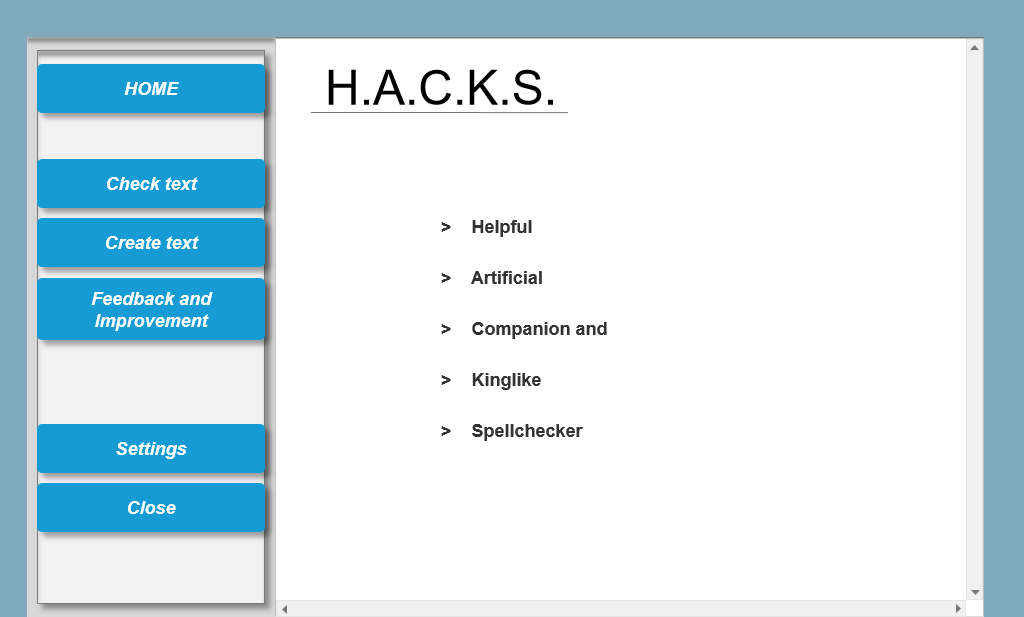 HOME
Check text
Create text
Feedback and
Improvement
Settings
Close
H.A.C.K.S.
> Helpful
> Artificial
> Companion and
> Kinglike
> Spellchecker